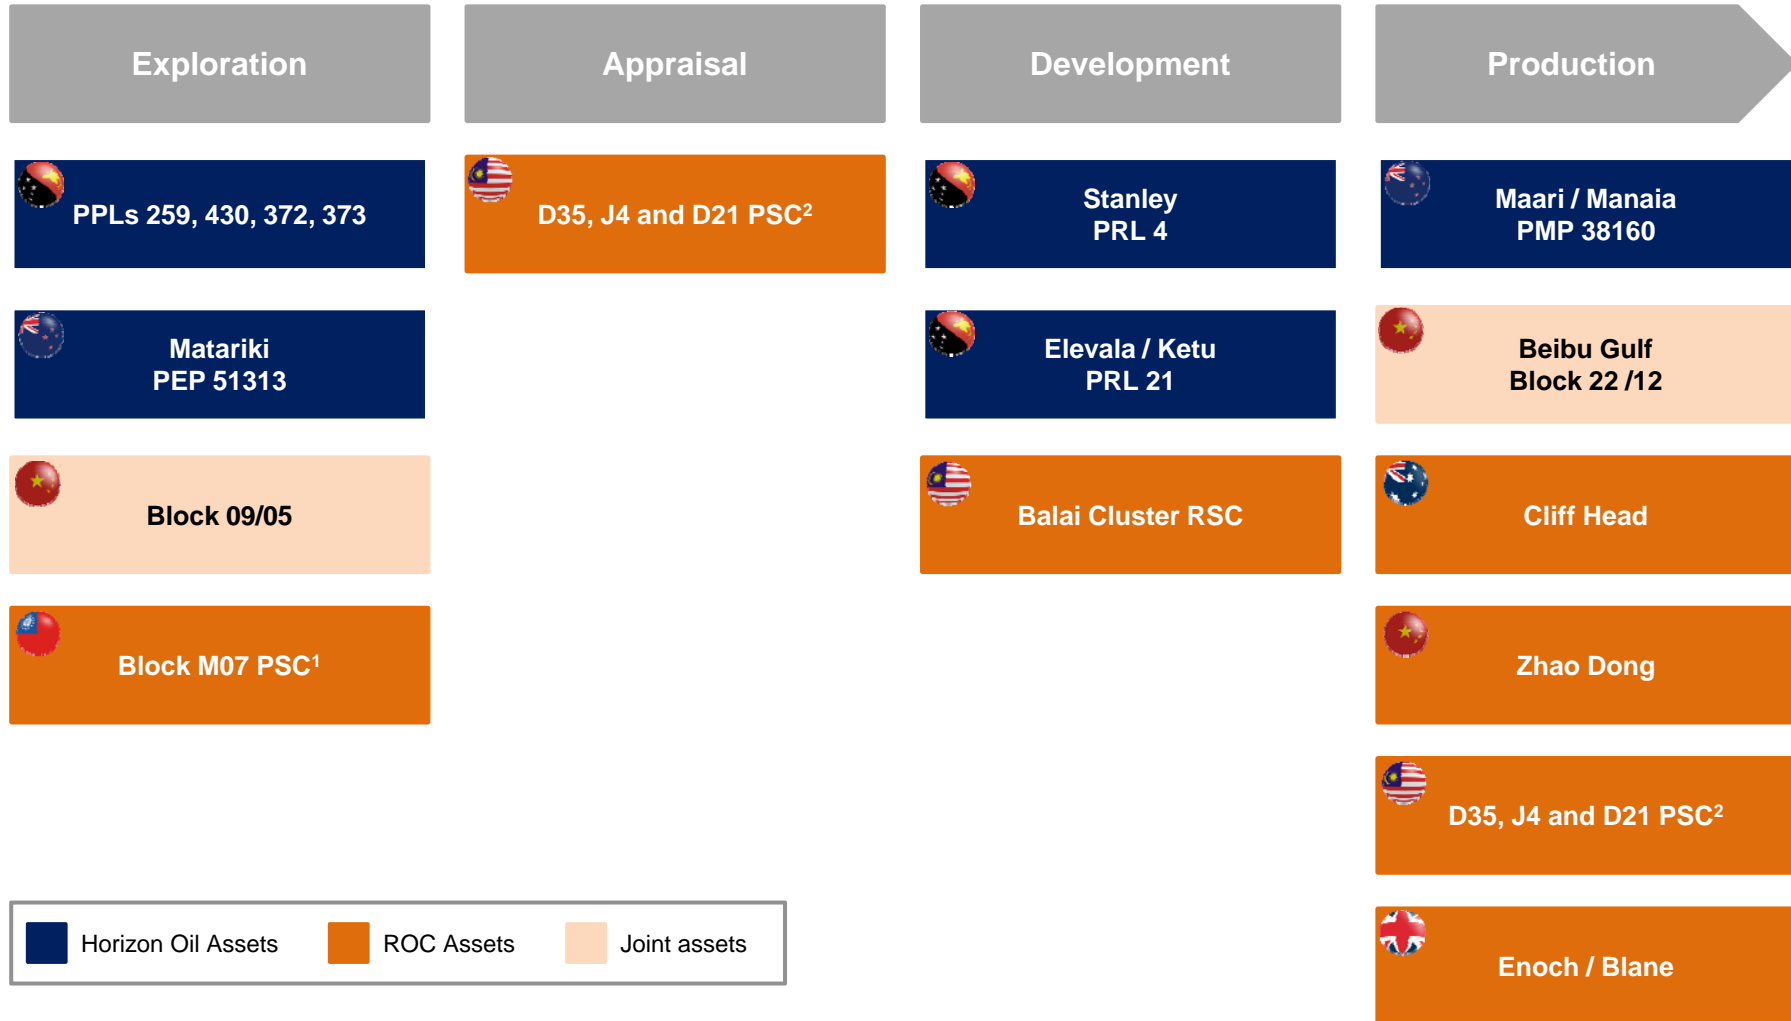 Exploration
Appraisal
Development
Production
PPLs 259, 430, 372, 373
D35, J4 and D21 PSC²
Stanley
PRL 4
Maari / Manaia
PMP 38160
Matariki
PEP 51313
Elevala / Ketu
PRL 21
Beibu Gulf
Block 22 /12
Block 09/05
Balai Cluster RSC
Cliff Head
Block M07 PSC¹
Zhao Dong
D35, J4 and D21 PSC²
Enoch / Blane
Horizon Oil Assets
ROC Assets
Joint assets